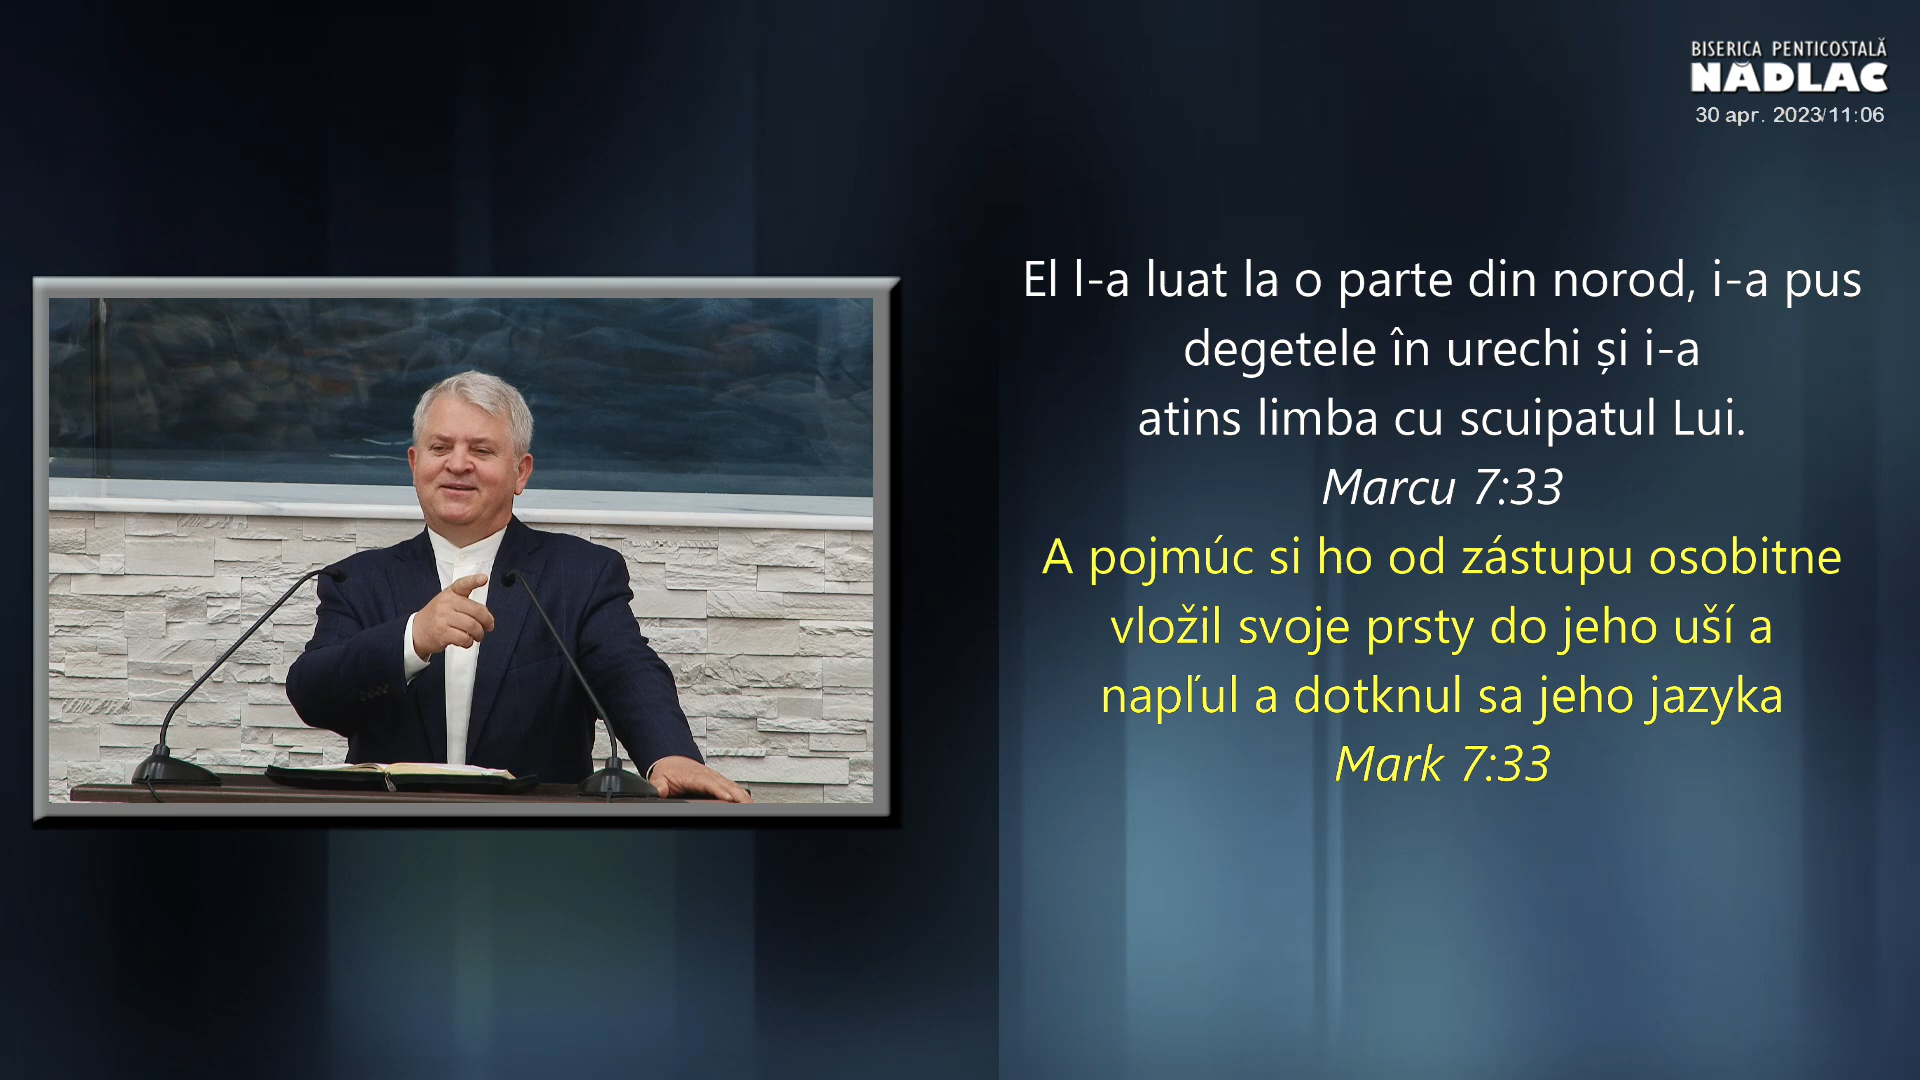 BISERICA PENTICOSTALĂ
NĂDLAC
30 apr. 2023/11:06
El l-a luat la o parte din norod, i-a pus
degetele în urechi și i-a
atins limba cu scuipatul Lui.
Marcu 7:33
A pojmúc si ho od zástupu osobitne
vložil svoje prsty do jeho uší a
napľul a dotknul sa jeho jazyka
Mark 7:33